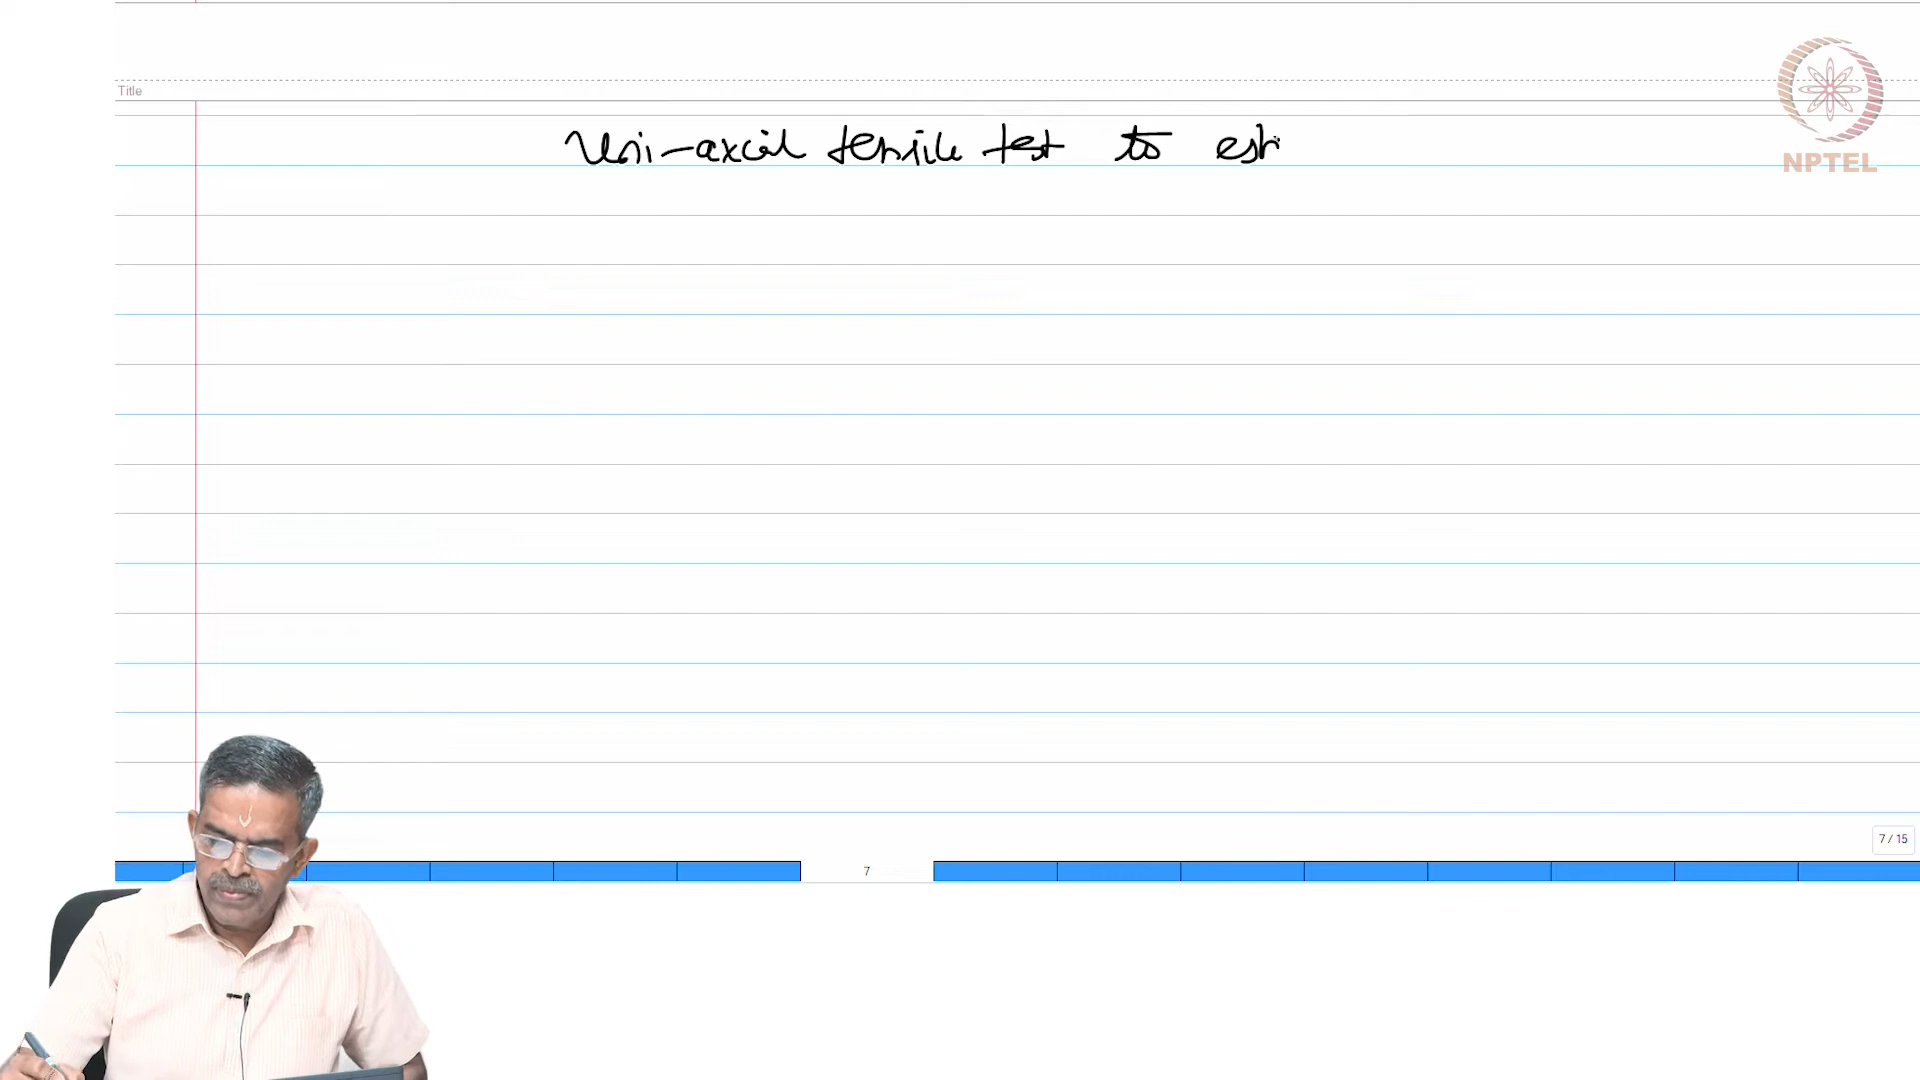 Title
Uni-axial tensile test to esti
NPTEL
7 / 15
7